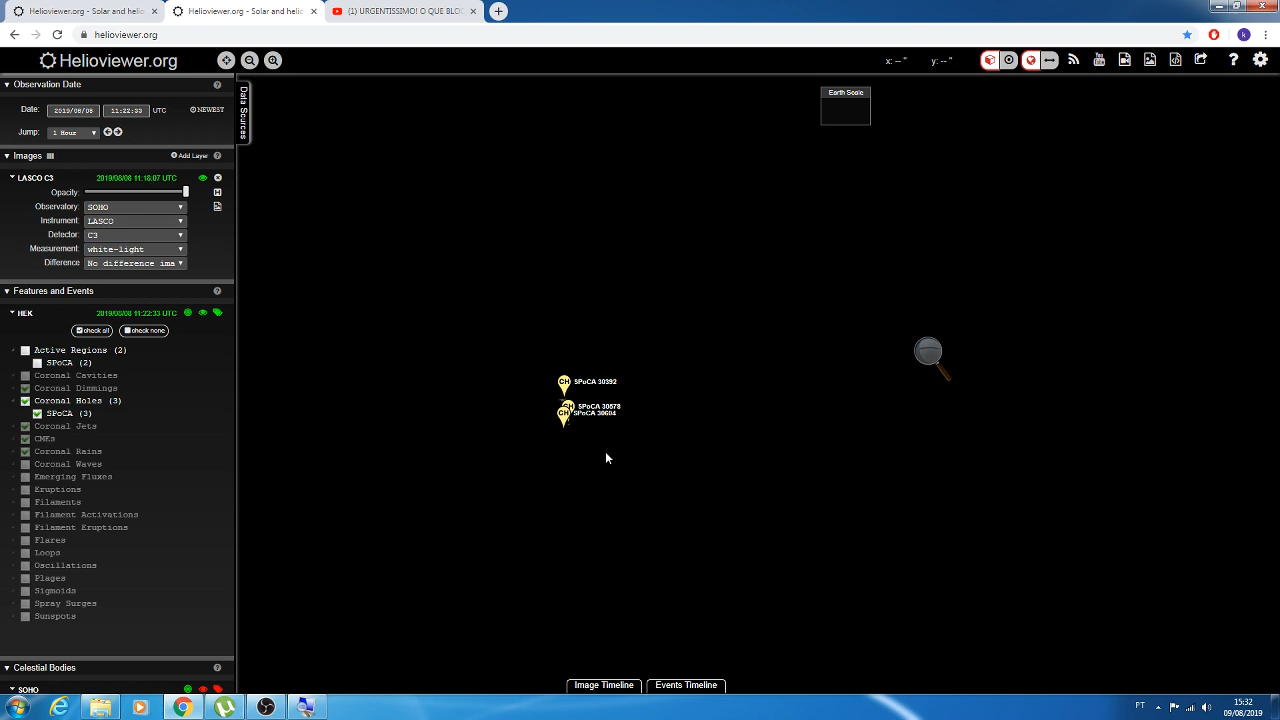 Helioviewer.org - Solar and helio
Helioviewer.org - Solar and helio
(1) URGENTISSIMO! O QUE BLO
helioviewer.org
k
Helioviewer.org
x: -- "
y: -- "
You
Tube
?
Observation Date
Date:
2019/08/08
11:22:33
UTC
NEWEST
Jump:
1 Hour
Images
Add Layer
LASCO C3
2019/08/08 11:18:07 UTC
Opacity:
Observatory:
SOHO
Instrument:
LASCO
Detector:
C3
Measurement:
white-light
Difference
No difference ima
Features and Events
HEK
2019/08/08 11:22:33 UTC
check all
check none
Active Regions (2)
SPoCA (2)
Coronal Cavities
Coronal Dimmings
Coronal Holes (3)
SPoCA (3)
Coronal Jets
CMEs
Coronal Rains
Coronal Waves
Emerging Fluxes
Eruptions
Filaments
Filament Activations
Filament Eruptions
Flares
Loops
Oscillations
Plages
Sigmoids
Spray Surges
Sunspots
Celestial Bodies
SOHO
Data Sources
Earth Scale
CH SPoCA 30392
CH SPoCA 30578
CH SPoCA 30604
Image Timeline
Events Timeline
PT
15:32
09/08/2019